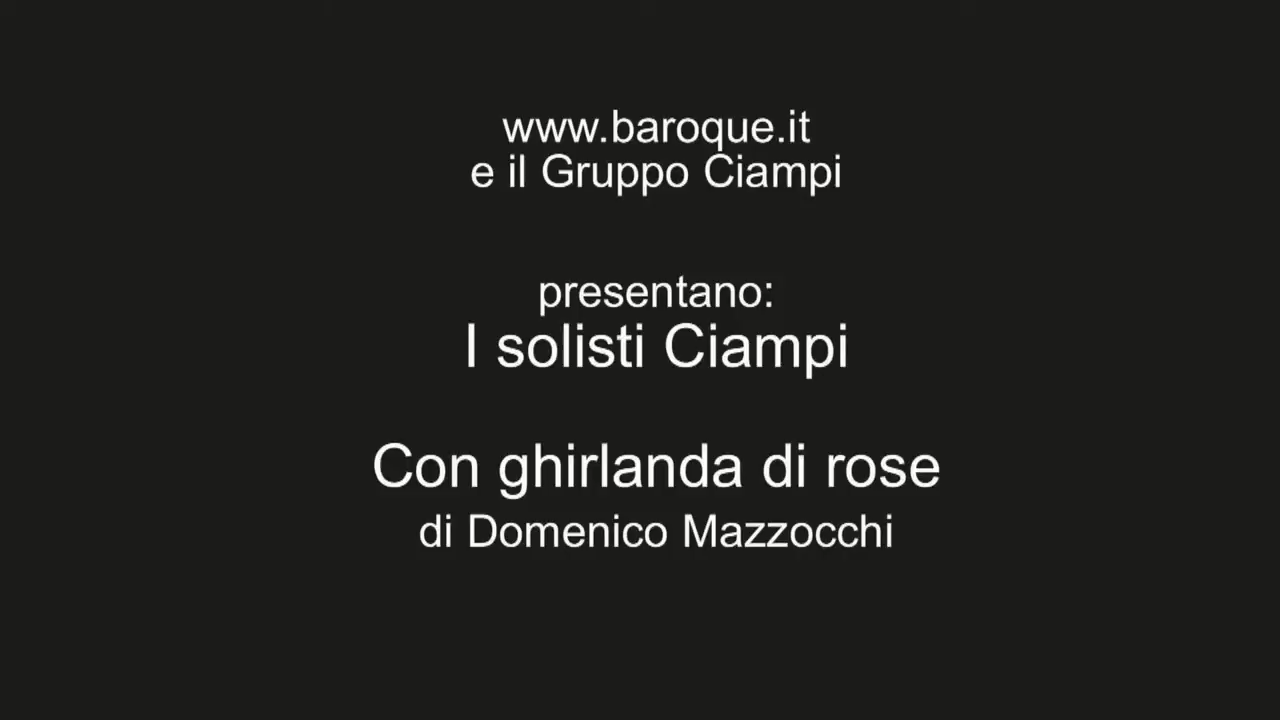 www.baroque.it
e il Gruppo Ciampi
presentano:
I solisti Ciampi
Con ghirlanda di rose
di Domenico Mazzocchi